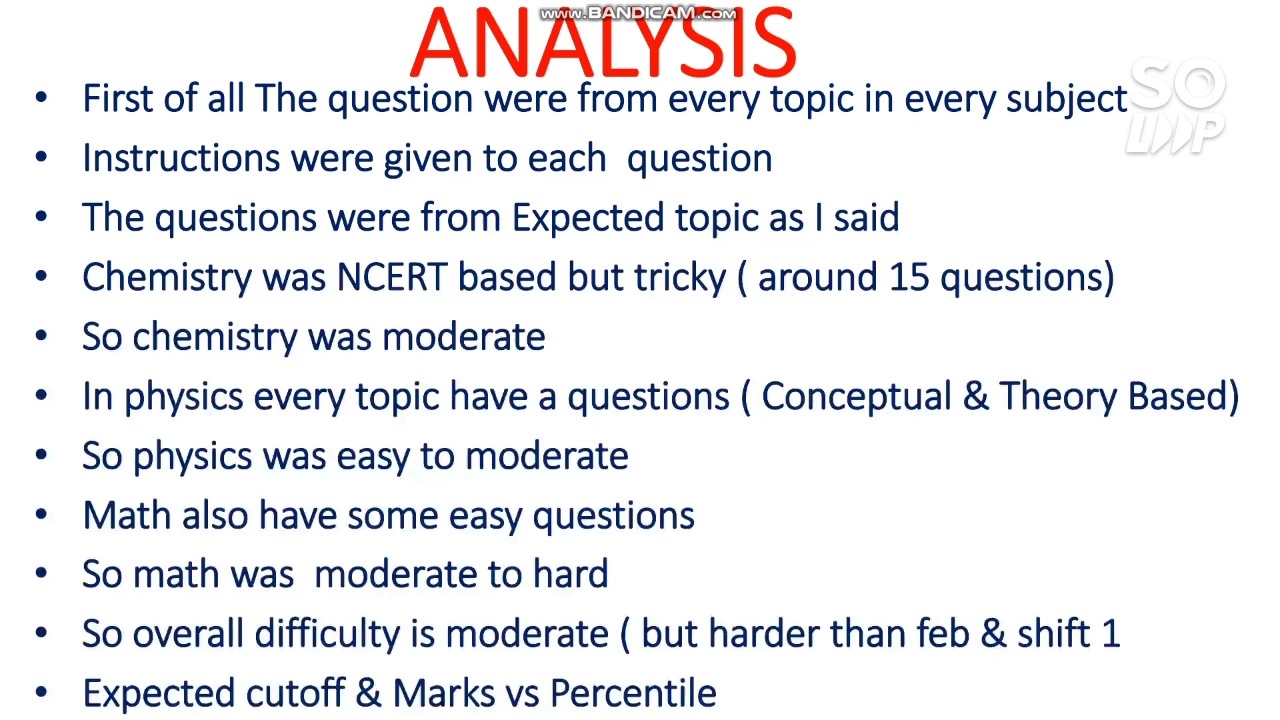 www.BANDICAM.com
ANALYSIS
SO
LOOP
• First of all The question were from every topic in every subject
• Instructions were given to each question
• The questions were from Expected topic as I said
• Chemistry was NCERT based but tricky ( around 15 questions)
• So chemistry was moderate
• In physics every topic have a questions ( Conceptual & Theory Based)
• So physics was easy to moderate
• Math also have some easy questions
• So math was moderate to hard
• So overall difficulty is moderate ( but harder than feb & shift 1
• Expected cutoff & Marks vs Percentile